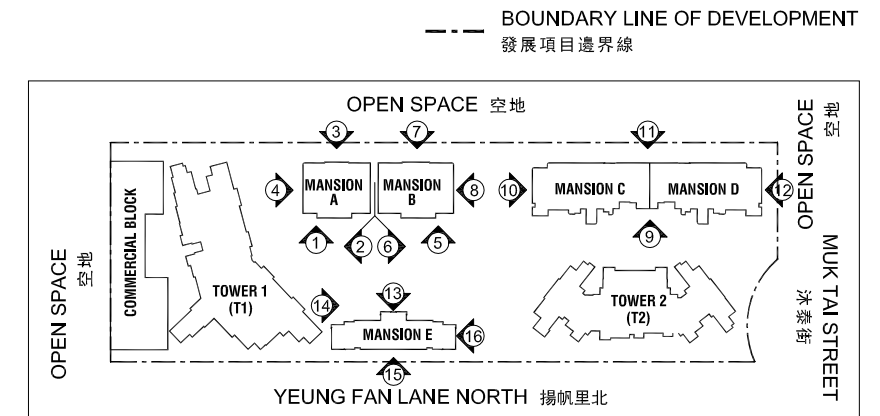 BOUNDARY LINE OF DEVELOPMENT
發展項目邊界線
OPEN SPACE 空地
3
7
11
OPEN SPACE
空地
4
MANSION
A
MANSION
B
8
10
MANSION C
MANSION D
12
COMMERCIAL BLOCK
1
2
6
5
9
OPEN SPACE
空地
TOWER 1
(T1)
14
13
TOWER 2
(T2)
MUK TAI STREET
沐泰街
MANSION E
16
15
YEUNG FAN LANE NORTH 揚帆里北